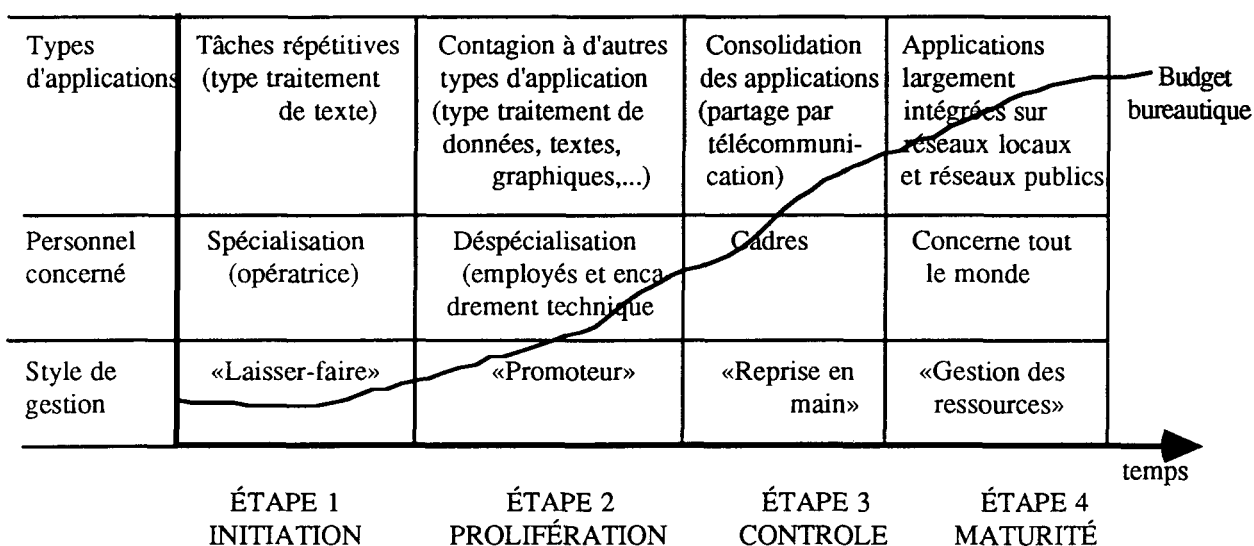 Types
d'applications
Tâches répétitives
(type traitement
de texte)
Contagion à d'autres
types d'application
(type traitement de
données, textes,
graphiques,...)
Consolidation
des applications
(partage par
télécommuni-
cation)
Applications
largement
intégrées sur
réseaux locaux
et réseaux publics
Budget
bureautique
Personnel
concerné
Spécialisation
(opératrice)
Déspécialisation
(employés et enca
drement technique
Cadres
Concerne tout
le monde
Style de
gestion
«Laisser-faire»
«Promoteur»
«Reprise en
main»
«Gestion des
ressources»
temps
ÉTAPE 1
INITIATION
ÉTAPE 2
PROLIFÉRATION
ÉTAPE 3
CONTROLE
ÉTAPE 4
MATURITÉ